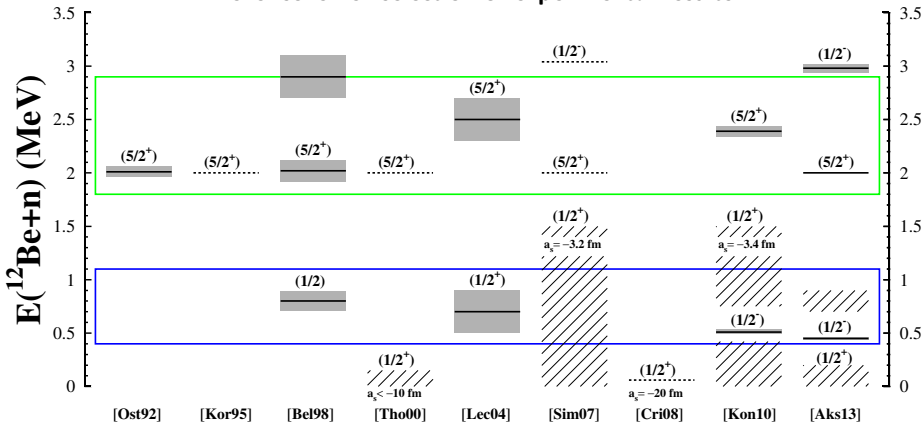 3.5 3.5
(1/2⁻) (1/2⁻)
3 3
(5/2⁺)
2.5 (5/2⁺) 2.5
(5/2⁺) (5/2⁺) (5/2⁺) (5/2⁺) (5/2⁺) (5/2⁺)
2 2
(1/2⁺) (1/2⁺)
1.5 1.5
aₛ= −3.2 fm aₛ= −3.4 fm
(1/2) (1/2⁺)
1 1
(1/2⁻) (1/2⁻)
0.5 0.5
(1/2⁺) (1/2⁺) (1/2⁺)
0 aₛ< −10 fm aₛ= −20 fm 0
[Ost92] [Kor95] [Bel98] [Tho00] [Lec04] [Sim07] [Cri08] [Kon10] [Aks13]
E(¹²Be+n) (MeV)